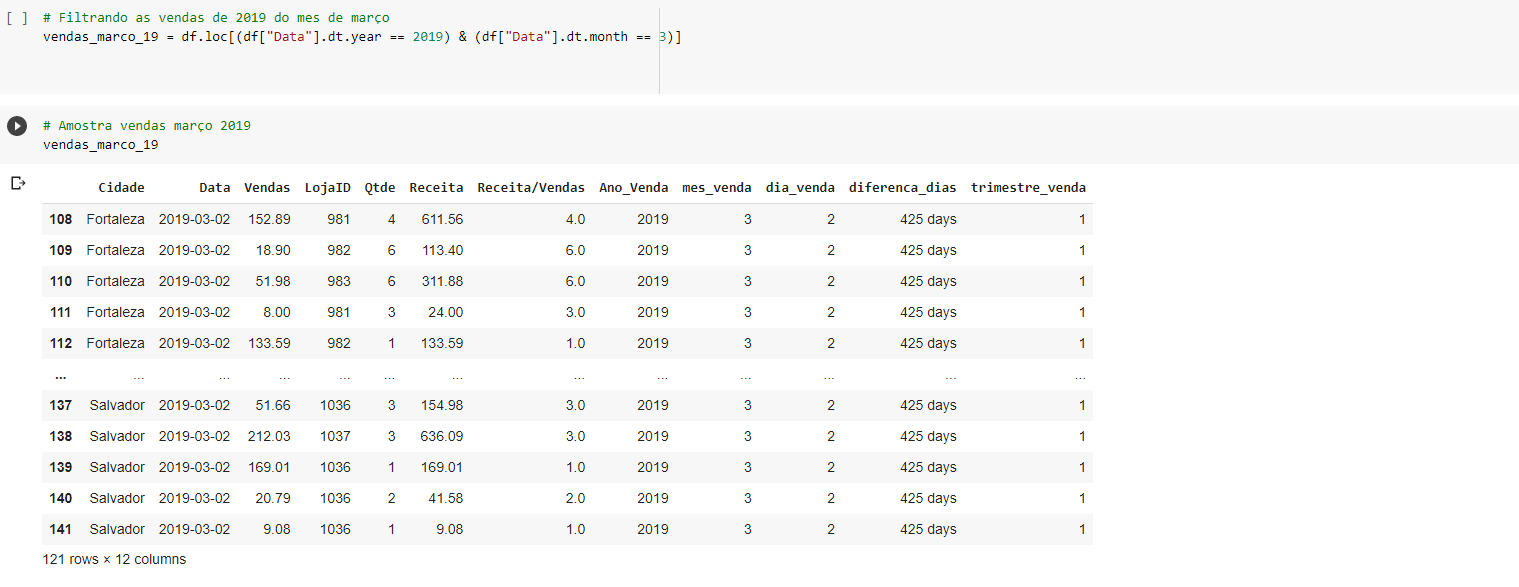 [ ] # Filtrando as vendas de 2019 do mes de março
vendas_marco_19 = df.loc[(df["Data"].dt.year == 2019) & (df["Data"].dt.month == 3)]
# Amostra vendas março 2019
vendas_marco_19
Cidade Data Vendas LojaID Qtde Receita Receita/Vendas Ano_Venda mes_venda dia_venda diferenca_dias trimestre_venda
108 Fortaleza 2019-03-02 152.89 981 4 611.56 4.0 2019 3 2 425 days 1
109 Fortaleza 2019-03-02 18.90 982 6 113.40 6.0 2019 3 2 425 days 1
110 Fortaleza 2019-03-02 51.98 983 6 311.88 6.0 2019 3 2 425 days 1
111 Fortaleza 2019-03-02 8.00 981 3 24.00 3.0 2019 3 2 425 days 1
112 Fortaleza 2019-03-02 133.59 982 1 133.59 1.0 2019 3 2 425 days 1
... ... ... ... ... ... ... ... ... ... ... ... ...
137 Salvador 2019-03-02 51.66 1036 3 154.98 3.0 2019 3 2 425 days 1
138 Salvador 2019-03-02 212.03 1037 3 636.09 3.0 2019 3 2 425 days 1
139 Salvador 2019-03-02 169.01 1036 1 169.01 1.0 2019 3 2 425 days 1
140 Salvador 2019-03-02 20.79 1036 2 41.58 2.0 2019 3 2 425 days 1
141 Salvador 2019-03-02 9.08 1036 1 9.08 1.0 2019 3 2 425 days 1
121 rows × 12 columns